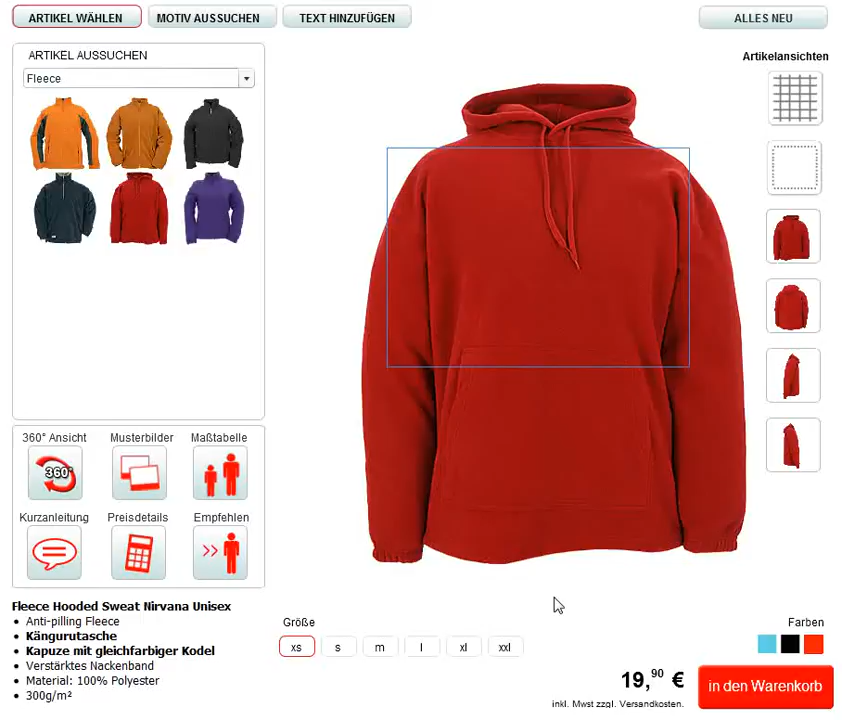 ARTIKEL WÄHLEN
MOTIV AUSSUCHEN
TEXT HINZUFÜGEN
ALLES NEU
ARTIKEL AUSSUCHEN
Fleece
Artikelansichten
360° Ansicht
Musterbilder
Maßtabelle
360°
Kurzanleitung
Preisdetails
Empfehlen
Fleece Hooded Sweat Nirvana Unisex
• Anti-pilling Fleece
• Kängurutasche
• Kapuze mit gleichfarbiger Kodel
• Verstärktes Nackenband
• Material: 100% Polyester
• 300g/m²
Größe
xs
s
m
l
xl
xxl
Farben
19,90 €
in den Warenkorb
inkl. Mwst zzgl. Versandkosten.